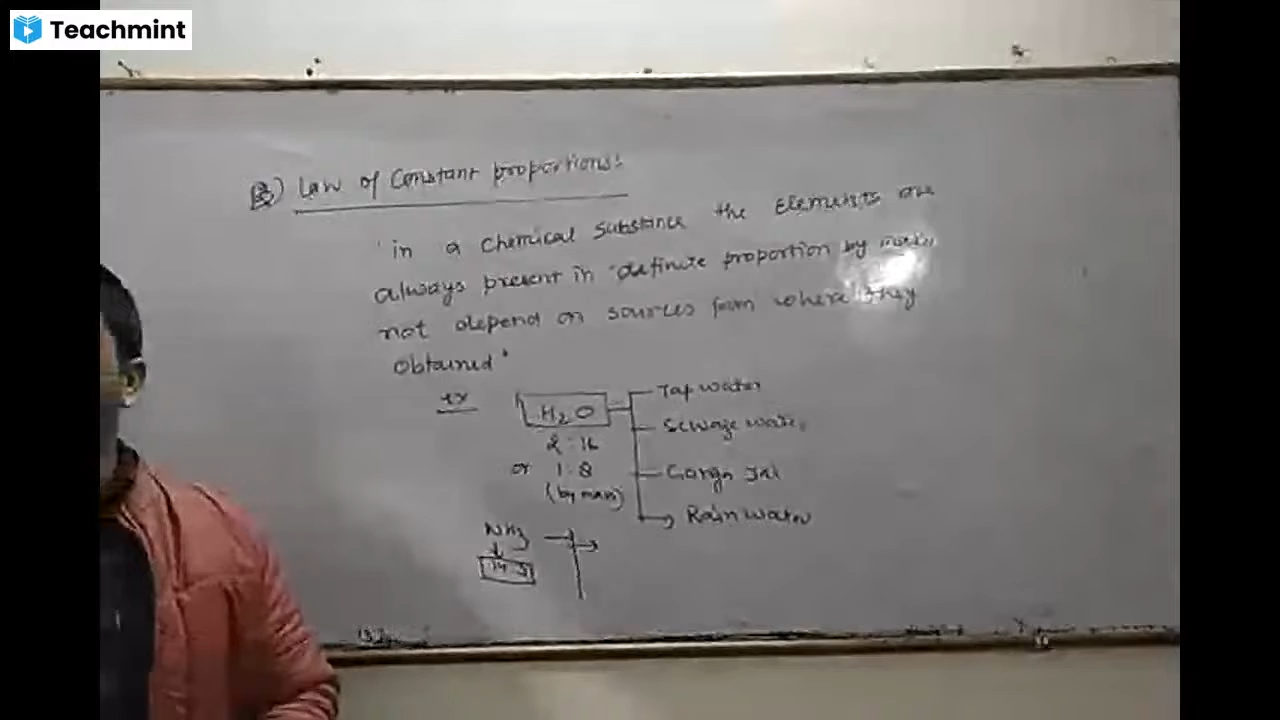 Teachmint
B) Law of Constant proportions:
"in a chemical substance the elements are
always present in definite proportion by mass,
not depend on sources from where they
obtained"
ex
H₂O
Tap water
2:16
Sewage water
or 1:8
Ganga Jal
(by mass)
Rain water
NH₃
14:3